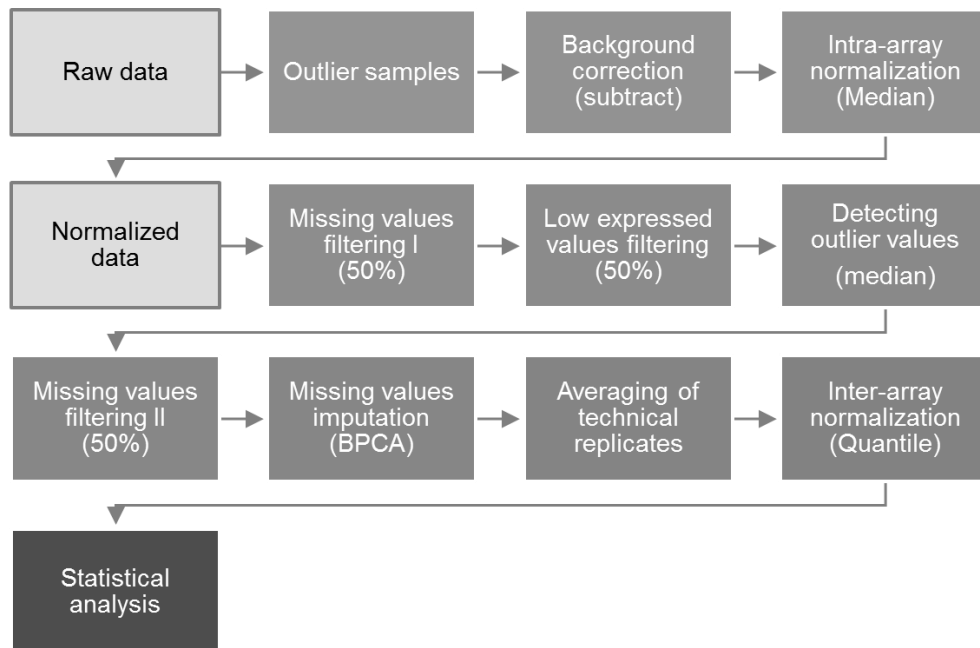 Raw data
Outlier samples
Background
correction
(subtract)
Intra-array
normalization
(Median)
Normalized
data
Missing values
filtering I
(50%)
Low expressed
values filtering
(50%)
Detecting
outlier values
(median)
Missing values
filtering II
(50%)
Missing values
imputation
(BPCA)
Averaging of
technical
replicates
Inter-array
normalization
(Quantile)
Statistical
analysis